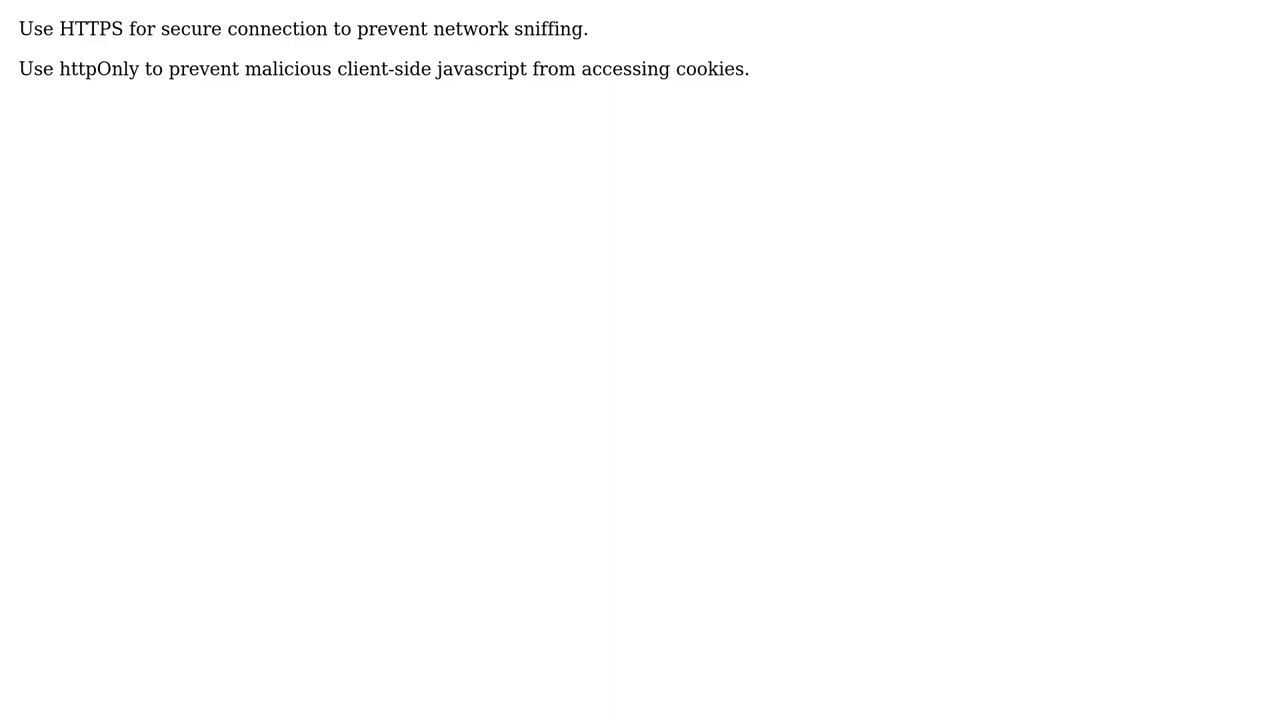 Use HTTPS for secure connection to prevent network sniffing.
Use httpOnly to prevent malicious client-side javascript from accessing cookies.